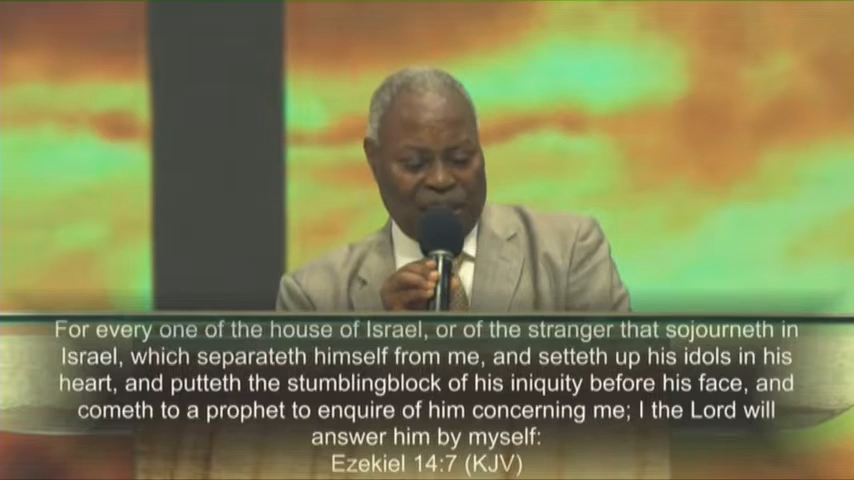 For every one of the house of Israel, or of the stranger that sojourneth in
Israel, which separateth himself from me, and setteth up his idols in his
heart, and putteth the stumblingblock of his iniquity before his face, and
cometh to a prophet to enquire of him concerning me; I the Lord will
answer him by myself:
Ezekiel 14:7 (KJV)